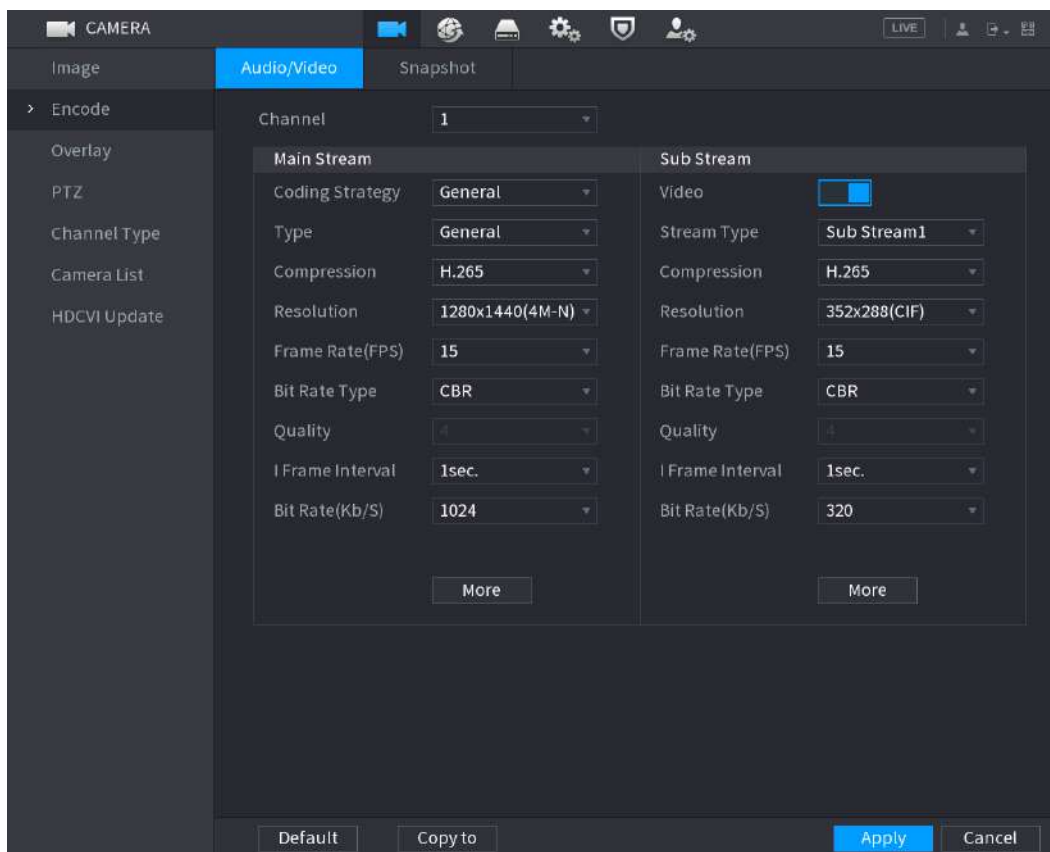 CAMERA LIVE
Image Audio/Video Snapshot
Encode Channel 1
Overlay Main Stream Sub Stream
PTZ Coding Strategy General Video
Channel Type Type General Stream Type Sub Stream1
Camera List Compression H.265 Compression H.265
HDCVI Update Resolution 1280x1440(4M-N) Resolution 352x288(CIF)
Frame Rate(FPS) 15 Frame Rate(FPS) 15
Bit Rate Type CBR Bit Rate Type CBR
Quality 4 Quality 4
I Frame Interval 1sec. I Frame Interval 1sec.
Bit Rate(Kb/S) 1024 Bit Rate(Kb/S) 320
More More
Default Copy to Apply Cancel